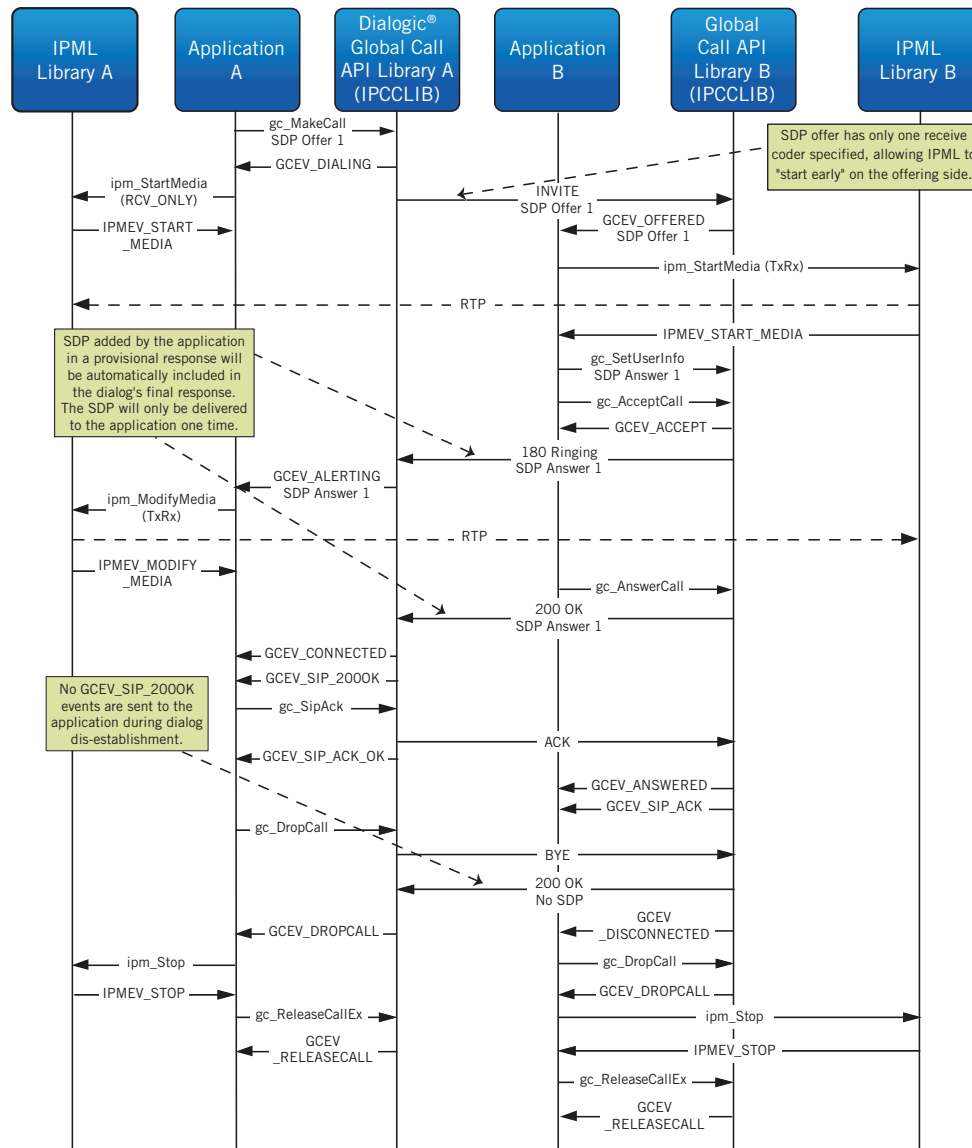 IPML
Library A
Application
A
Dialogic®
Global Call
API Library A
(IPCCLIB)
Application
B
Global
Call API
Library B
(IPCCLIB)
IPML
Library B
gc_MakeCall
SDP Offer 1
SDP offer has only one receive
coder specified, allowing IPML to
"start early" on the offering side.
GCEV_DIALING
ipm_StartMedia
(RCV_ONLY)
INVITE
SDP Offer 1
IPMEV_START
_MEDIA
GCEV_OFFERED
SDP Offer 1
ipm_StartMedia (TxRx)
RTP
SDP added by the application
in a provisional response will
be automatically included in
the dialog's final response.
The SDP will only be delivered
to the application one time.
IPMEV_START_MEDIA
gc_SetUserInfo
SDP Answer 1
gc_AcceptCall
GCEV_ACCEPT
180 Ringing
SDP Answer 1
GCEV_ALERTING
SDP Answer 1
ipm_ModifyMedia
(TxRx)
RTP
IPMEV_MODIFY
_MEDIA
gc_AnswerCall
200 OK
SDP Answer 1
GCEV_CONNECTED
GCEV_SIP_200OK
No GCEV_SIP_200OK
events are sent to the
application during dialog
dis-establishment.
gc_SipAck
ACK
GCEV_SIP_ACK_OK
GCEV_ANSWERED
GCEV_SIP_ACK
gc_DropCall
BYE
200 OK
No SDP
GCEV_DROPCALL
GCEV
_DISCONNECTED
ipm_Stop
gc_DropCall
IPMEV_STOP
GCEV_DROPCALL
gc_ReleaseCallEx
ipm_Stop
GCEV
_RELEASECALL
IPMEV_STOP
gc_ReleaseCallEx
GCEV
_RELEASECALL